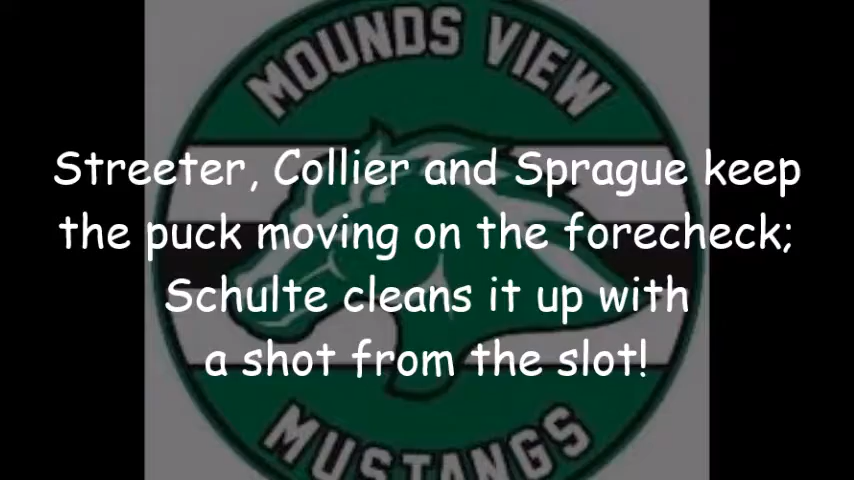 MOUNDS VIEW
Streeter, Collier and Sprague keep
the puck moving on the forecheck;
Schulte cleans it up with
a shot from the slot!
MUSTANGS